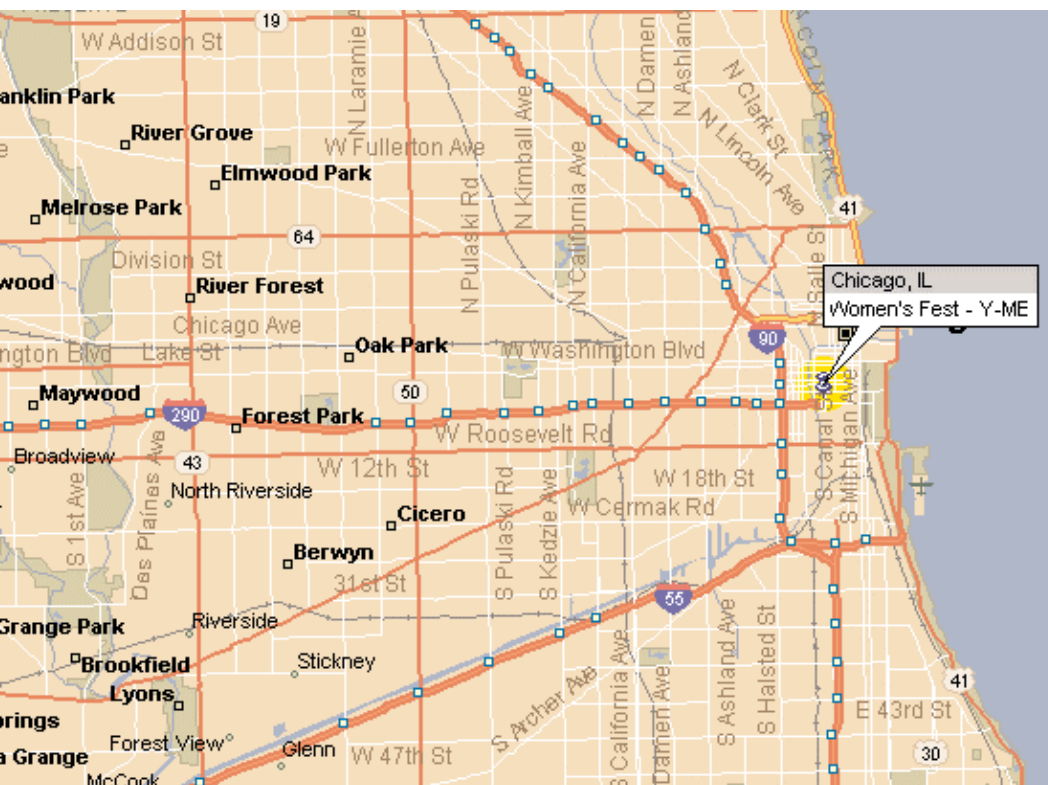 19
W Addison St
N Laramie
N Damen
N Ashland
N Clark St
N Lincoln Ave
PARK
anklin Park
River Grove
W Fullerton Ave
N Kimball Ave
N California Ave
N Pulaski Rd
Elmwood Park
Melrose Park
41
64
Division St
wood
River Forest
Chicago, IL
Women's Fest - Y-ME
Chicago Ave
90
ngton Blvd
Lake St
Oak Park
W Washington Blvd
50
Maywood
290
Forest Park
W Roosevelt Rd
Broadview
43
W 12th St
W 18th St
S Canal
S Michigan Ave
North Riverside
S 1st Ave
Des Plaines Ave
Cicero
S Pulaski Rd
S Kedzie Ave
W Cermak Rd
Berwyn
31st St
55
Grange Park
Riverside
Brookfield
Stickney
S California Ave
S Ashland Ave
S Halsted St
41
Lyons
S Archer Ave
Damen Ave
E 43rd St
prings
Forest View
Glenn
W 47th St
30
a Grange
McCook